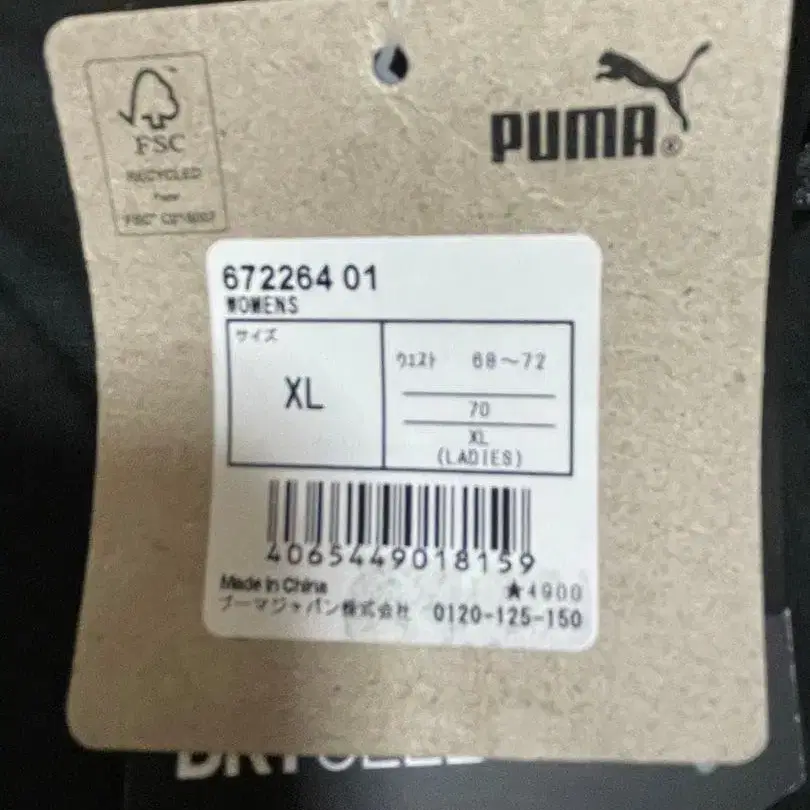 FSC
RECYCLED
Paper
PUMA®
672264 01
WOMENS
サイズ
XL
ウエスト 68〜72
70
XL
(LADIES)
4065449018159
Made In China
★4900
プーマジャパン株式会社 0120-125-150